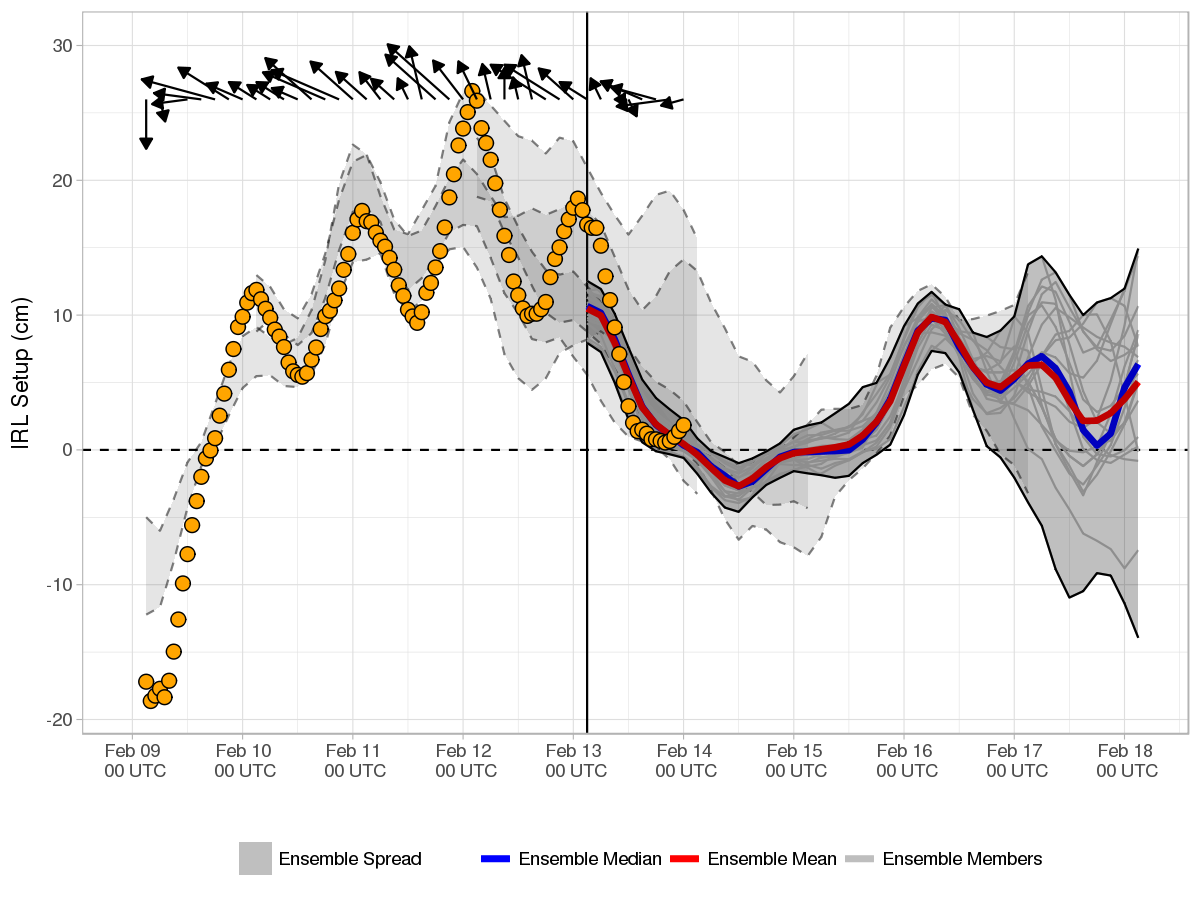 IRL Setup (cm)
30
20
10
0
-10
-20
Feb 09 Feb 10 Feb 11 Feb 12 Feb 13 Feb 14 Feb 15 Feb 16 Feb 17 Feb 18
00 UTC 00 UTC 00 UTC 00 UTC 00 UTC 00 UTC 00 UTC 00 UTC 00 UTC 00 UTC
Ensemble Spread Ensemble Median Ensemble Mean Ensemble Members